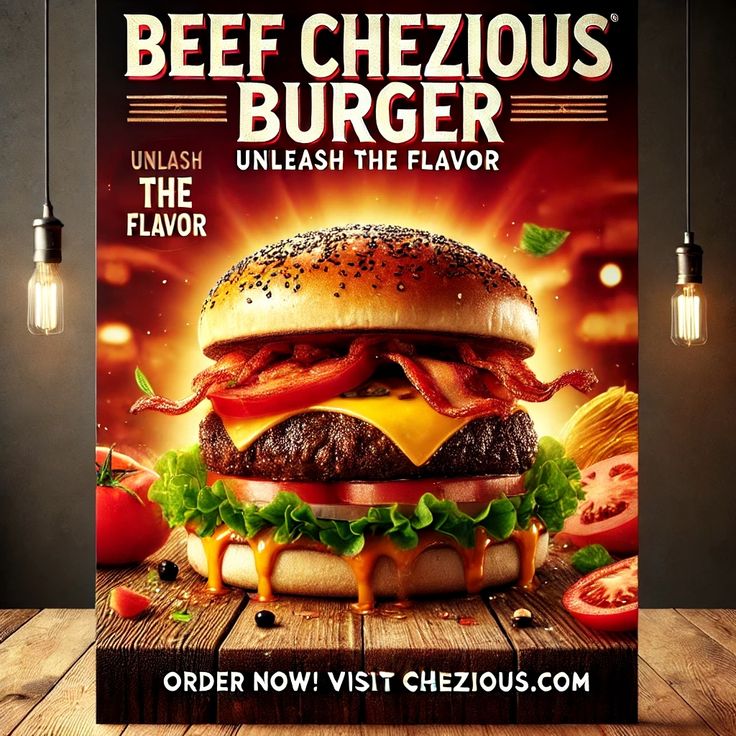 BEEF CHEZIOUS®
BURGER
UNLEASH THE FLAVOR
UNLASH
THE
FLAVOR
ORDER NOW! VISIT CHEZIOUS.COM